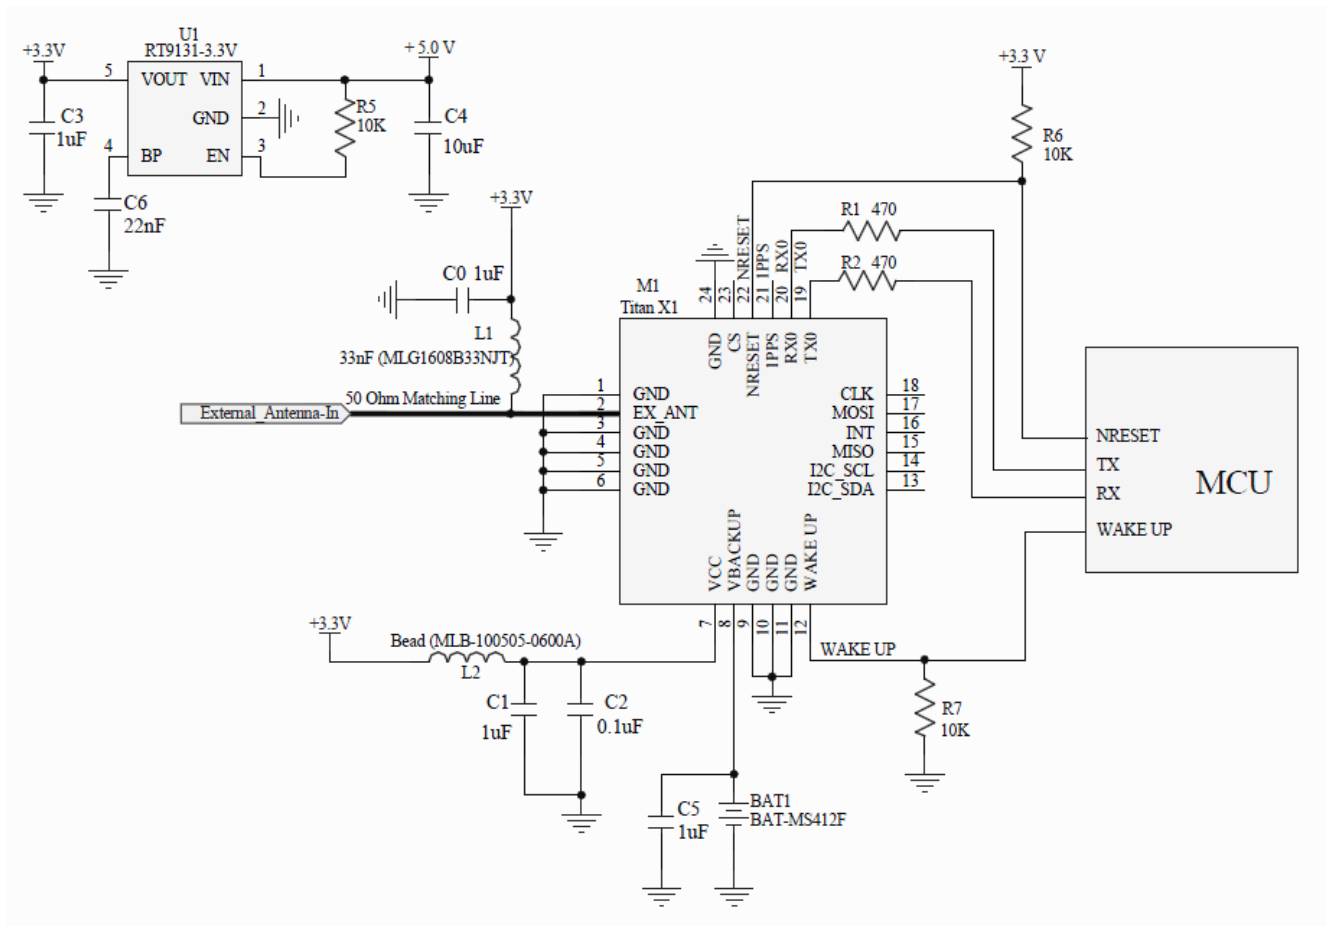 U1
RT9131-3.3V
+3.3V
+5.0 V
5 VOUT VIN 1
GND 2
4 BP EN 3
C3
1uF
R5
10K
C4
10uF
C6
22nF
+3.3V
C0 1uF
L1
33nF (MLG1608B33NJT)
50 Ohm Matching Line
External_Antenna-In
+3.3 V
R6
10K
R1 470
R2 470
M1
Titan X1
NRESET
1PPS
RX0
TX0
24
23
22
21
20
19
GND
CS
NRESET
1PPS
RX0
TX0
1 GND
2 EX_ANT
3 GND
4 GND
5 GND
6 GND
CLK 18
MOSI 17
INT 16
MISO 15
I2C_SCL 14
I2C_SDA 13
VCC
VBACKUP
GND
GND
GND
WAKE UP
7
8
9
10
11
12
NRESET
TX
RX
WAKE UP
MCU
+3.3V
Bead (MLB-100505-0600A)
L2
C1
1uF
C2
0.1uF
WAKE UP
R7
10K
C5
1uF
BAT1
BAT-MS412F